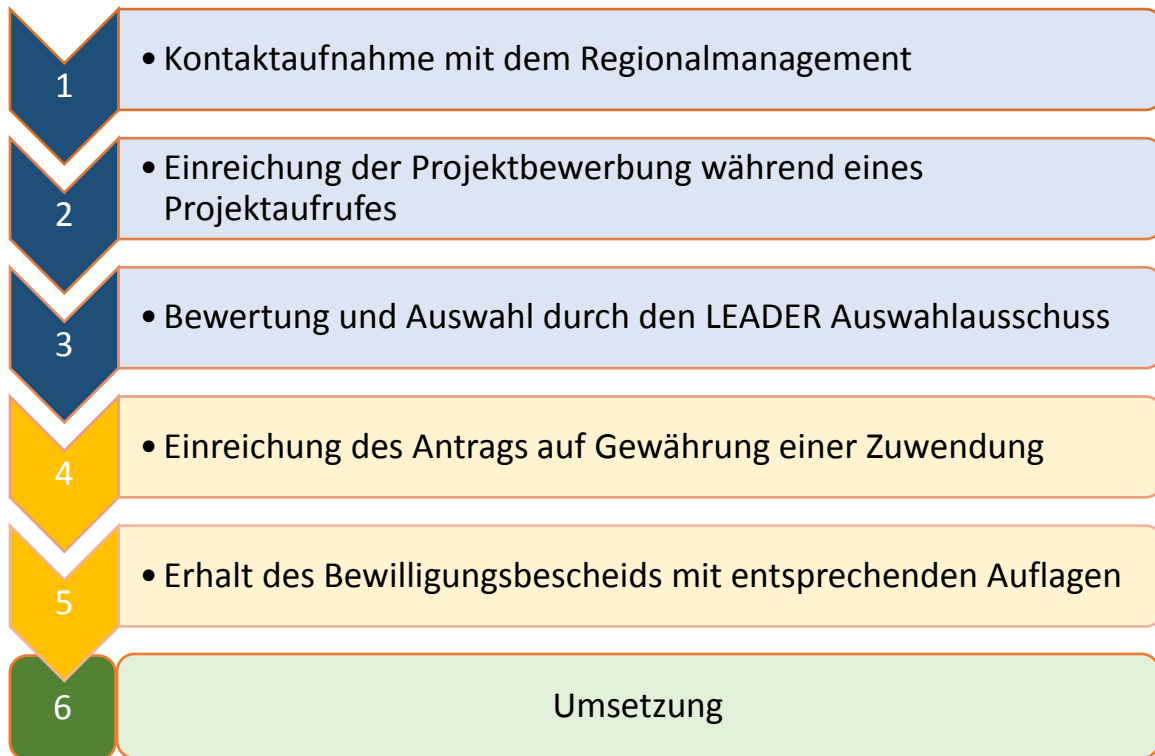 1
• Kontaktaufnahme mit dem Regionalmanagement
2
• Einreichung der Projektbewerbung während eines
Projektaufrufes
3
• Bewertung und Auswahl durch den LEADER Auswahlausschuss
4
• Einreichung des Antrags auf Gewährung einer Zuwendung
5
• Erhalt des Bewilligungsbescheids mit entsprechenden Auflagen
6
Umsetzung